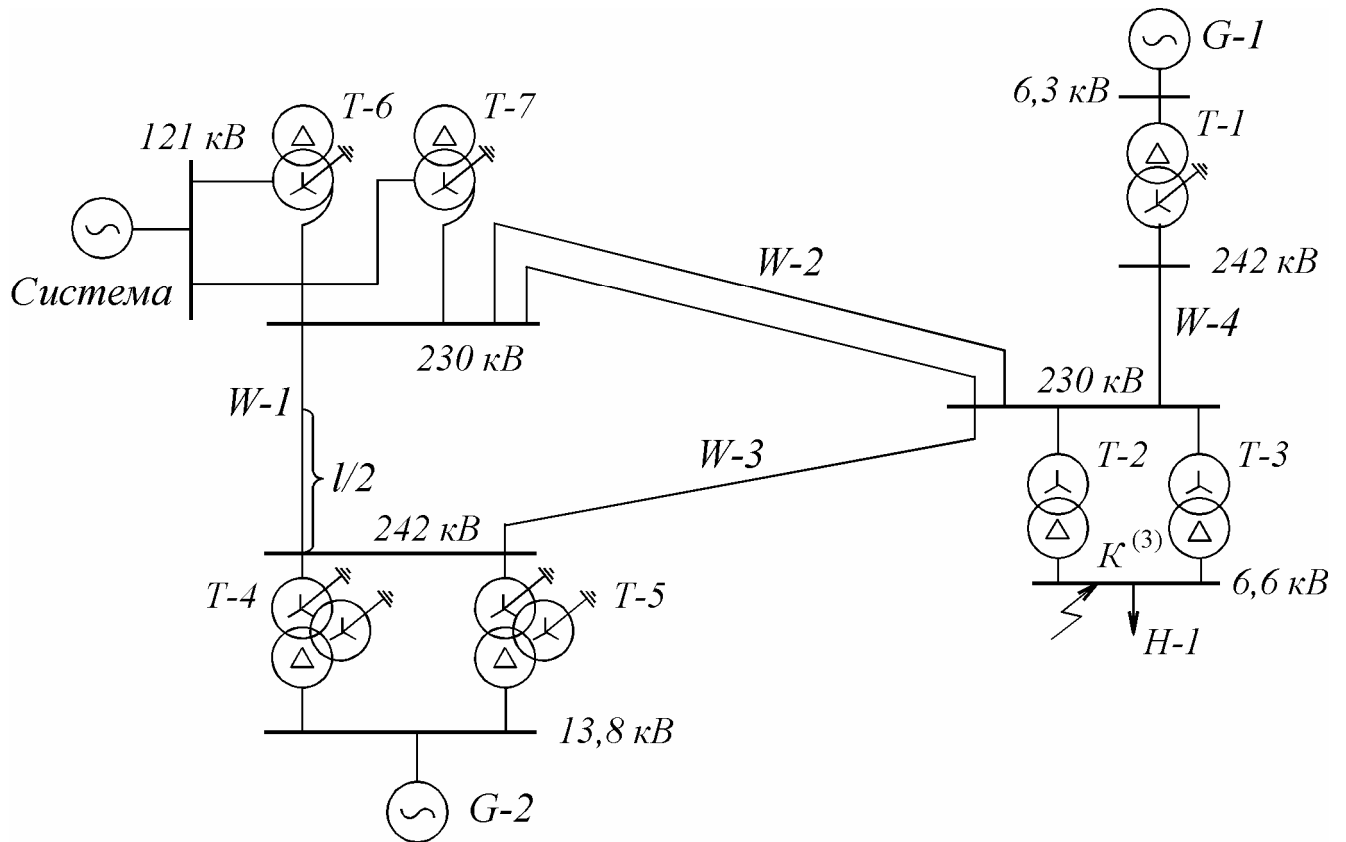 G-1
6,3 кВ
T-1
T-6
T-7
121 кВ
Система
W-2
242 кВ
W-4
230 кВ
230 кВ
W-1
l/2
W-3
T-2
T-3
242 кВ
К (3)
6,6 кВ
T-4
T-5
Н-1
13,8 кВ
G-2